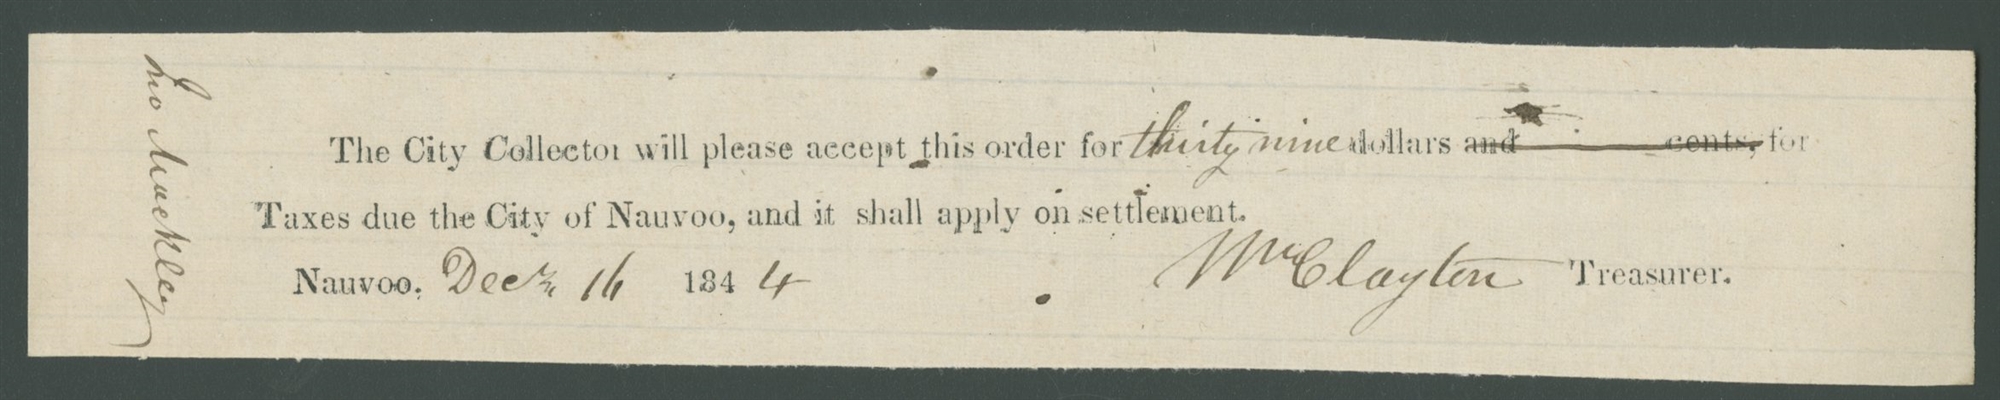 Jno Mackley
The City Collector will please accept this order for thirty nine dollars and cents, for
Taxes due the City of Nauvoo, and it shall apply on settlement.
Nauvoo. Decr 16 1844 Wm Clayton Treasurer.